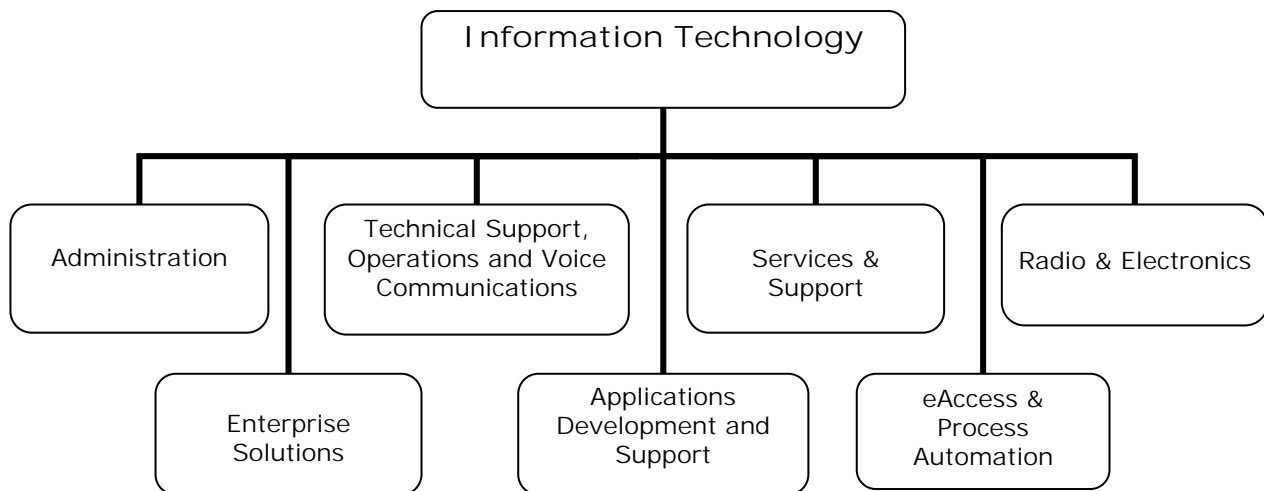 Information Technology
Administration
Technical Support,
Operations and Voice
Communications
Services &
Support
Radio & Electronics
Enterprise
Solutions
Applications
Development and
Support
eAccess &
Process
Automation